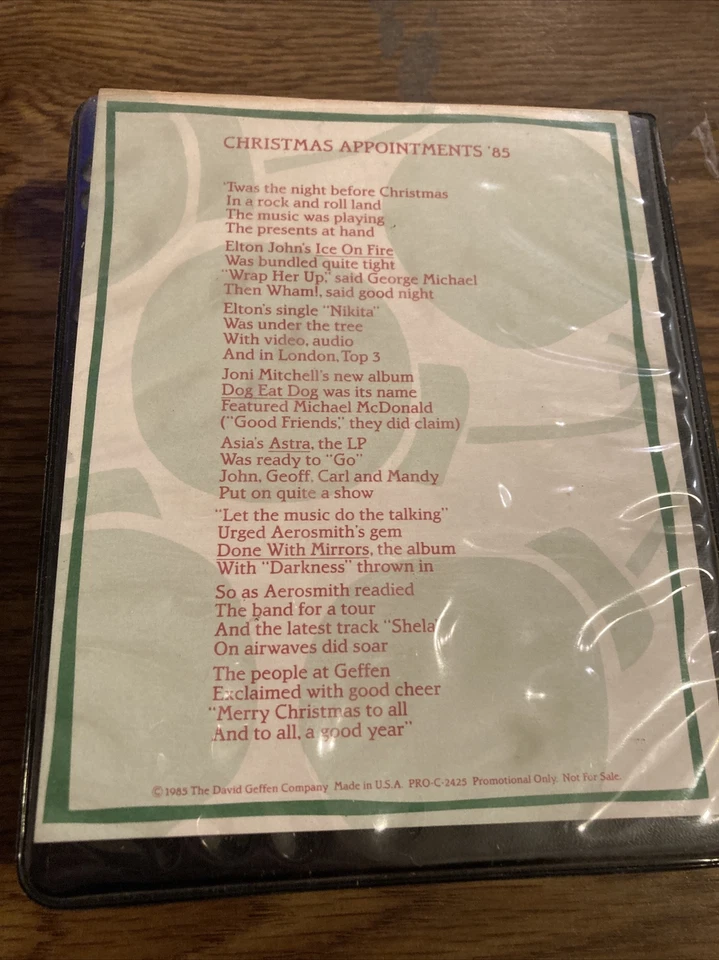 CHRISTMAS APPOINTMENTS '85
'Twas the night before Christmas
In a rock and roll land
The music was playing
The presents at hand
Elton John's Ice On Fire
Was bundled quite tight
"Wrap Her Up," said George Michael
Then Wham!, said good night
Elton's single "Nikita"
Was under the tree
With video, audio
And in London, Top 3
Joni Mitchell's new album
Dog Eat Dog was its name
Featured Michael McDonald
("Good Friends," they did claim)
Asia's Astra, the LP
Was ready to "Go"
John, Geoff, Carl and Mandy
Put on quite a show
"Let the music do the talking"
Urged Aerosmith's gem
Done With Mirrors, the album
With "Darkness" thrown in
So as Aerosmith readied
The band for a tour
And the latest track "Shela"
On airwaves did soar
The people at Geffen
Exclaimed with good cheer
"Merry Christmas to all
And to all, a good year"
© 1985 The David Geffen Company Made in U.S.A. PRO-C-2425 Promotional Only. Not For Sale.